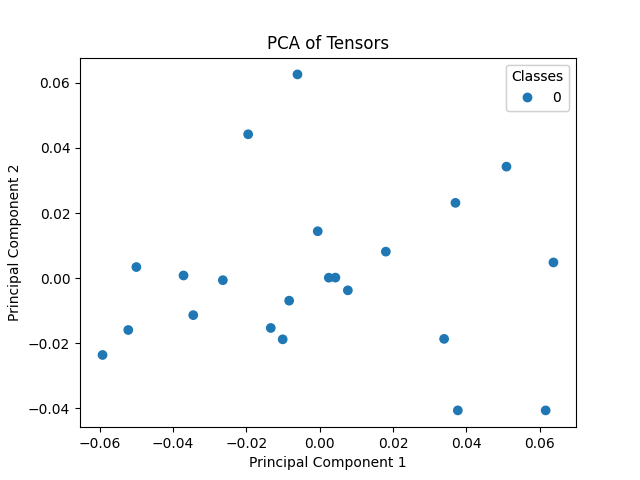 PCA of Tensors
Classes
0
0.06
0.04
0.02
0.00
−0.02
−0.04
Principal Component 2
−0.06 −0.04 −0.02 0.00 0.02 0.04 0.06
Principal Component 1